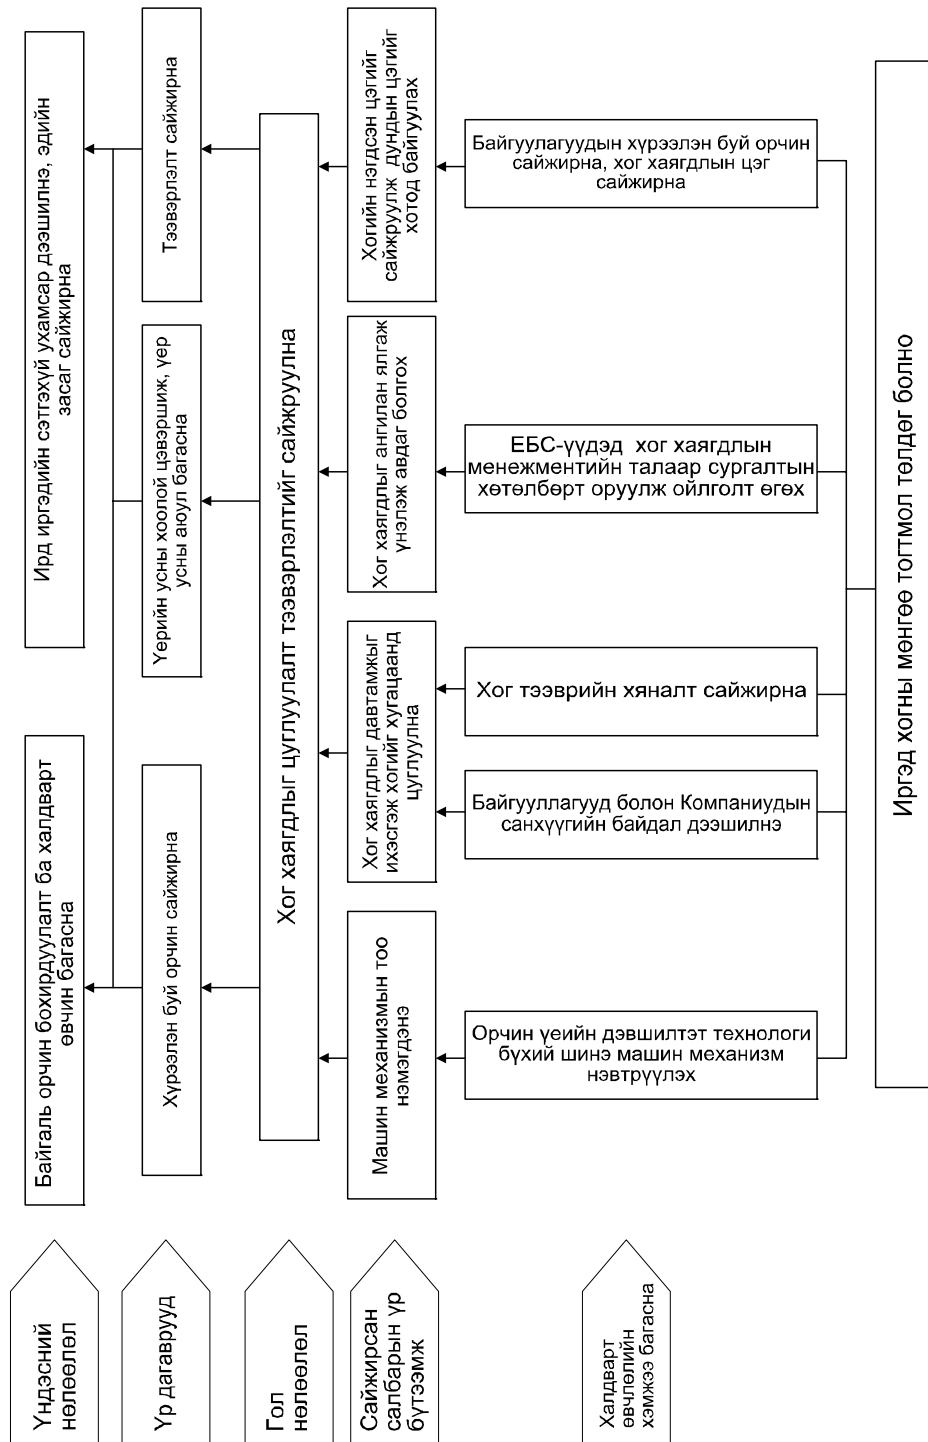 Үндэсний
нөлөөлөл
Байгаль орчин бохирдуулалт ба халдварт
өвчин багасна
Ирд иргэдийн сэтгэхүй ухамсар дээшилнэ, эдийн
засаг сайжирна
Үр дагаврууд
Хүрээлэн буй орчин сайжирна
Үерийн усны хоолой цэвэршиж, үер
усны аюул багасна
Тээвэрлэлт сайжирна
Гол
нөлөөлөл
Хог хаягдлыг цуглуулалт тээвэрлэлтийг сайжруулна
Сайжирсан
салбарын үр
бүтээмж
Машин механизмын тоо
нэмэгдэнэ
Хог хаягдлыг давтамжыг
ихэсгэж хогийг хугацаанд
цуглуулна
Хог хаягдлыг ангилан ялгаж
үнэлэж авдаг болгох
Хогийн нэгдсэн цэгийг
сайжруулж дундын цэгийг
хотод байгуулах
Халдварт
өвчлөлийн
хэмжээ багасна
Орчин үеийн дэвшилтэт технологи
бүхий шинэ машин механизм
нэвтрүүлэх
Байгууллагууд болон Компаниудын
санхүүгийн байдал дээшилнэ
Хог тээврийн хяналт сайжирна
ЕБС-үүдэд хог хаягдлын
менежментийн талаар сургалтын
хөтөлбөрт оруулж ойлголт өгөх
Байгуулагуудын хүрээлэн буй орчин
сайжирна, хог хаягдлын цэг
сайжирна
Иргэд хогны мөнгөө тогтмол төлдөг болно